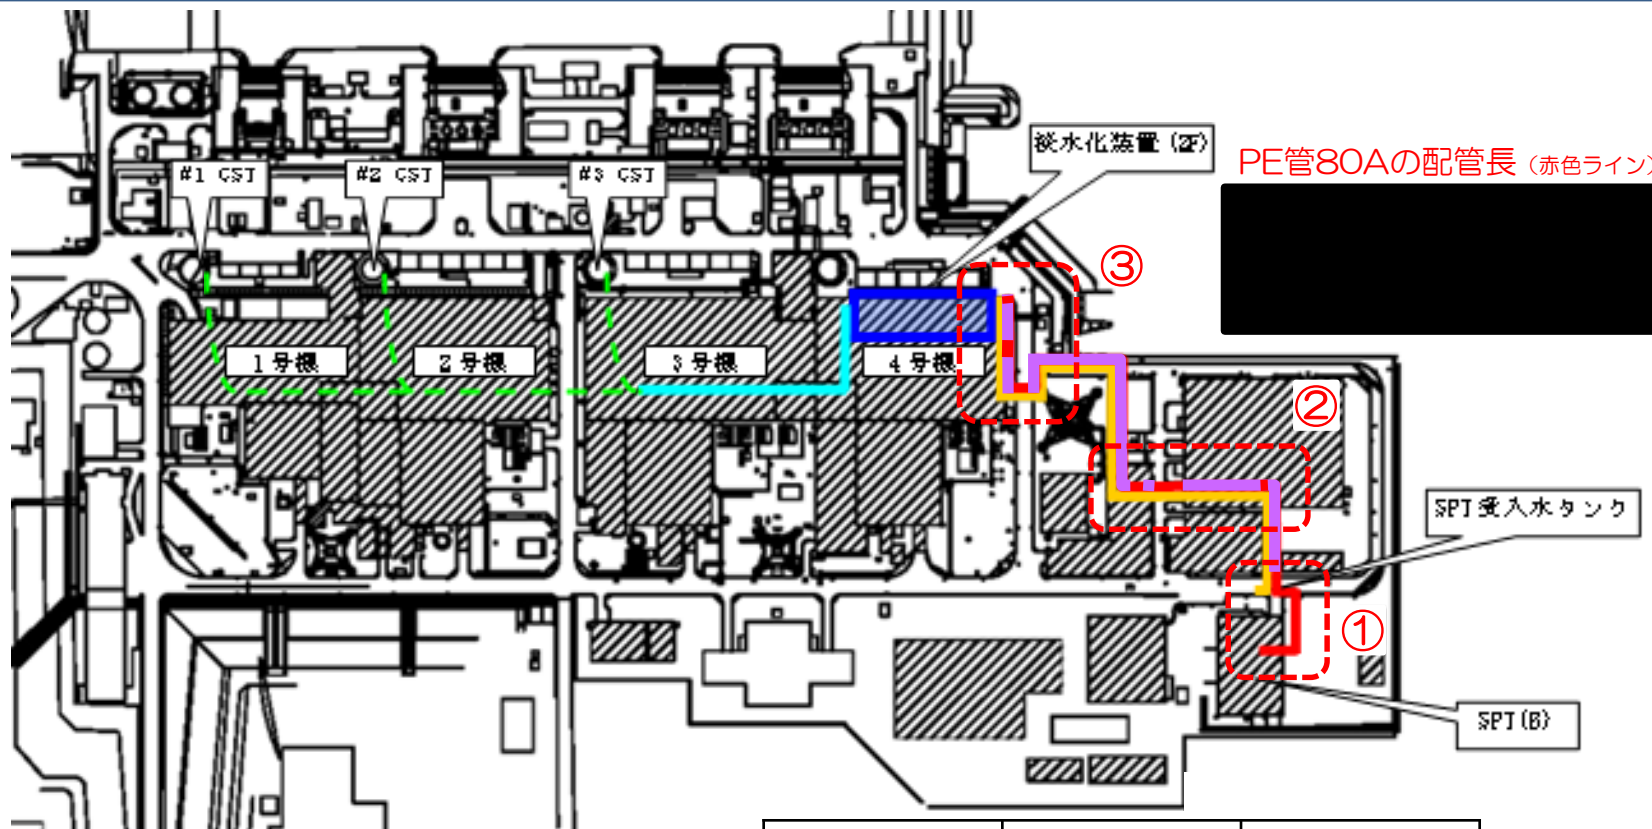 淡水化装置(2F)
PE管80Aの配管長（赤色ライン）
#1 CST
#2 CST
#3 CST
③
1号機
2号機
3号機
4号機
②
SPT受入水タンク
①
SPT(B)